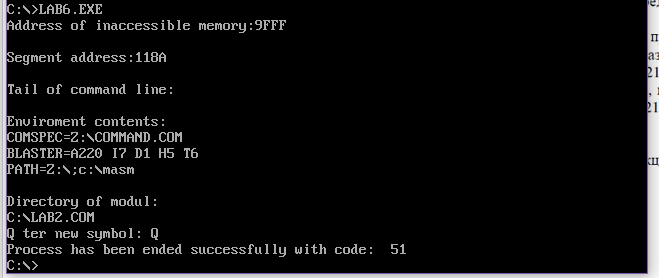 C:\>LAB6.EXE
Address of inaccessible memory:9FFF
Segment address:118A
Tail of command line:
Enviroment contents:
COMSPEC=Z:\COMMAND.COM
BLASTER=A220 I7 D1 H5 T6
PATH=Z:\;c:\masm
Directory of modul:
C:\LAB2.COM
Q ter new symbol: Q
Process has been ended successfully with code:  51
C:\>